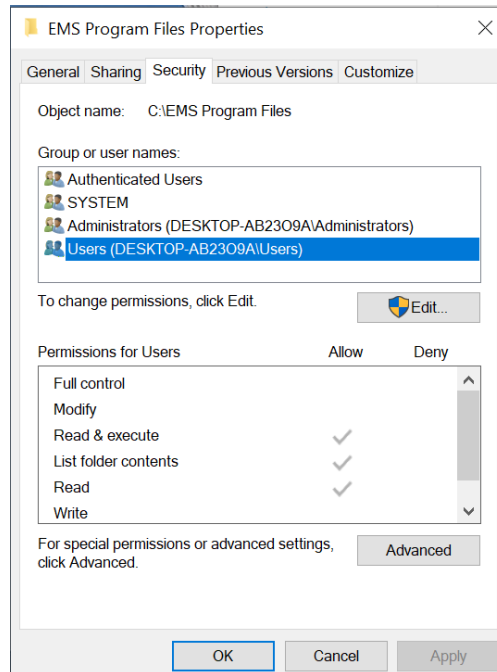 EMS Program Files Properties
General Sharing Security Previous Versions Customize
Object name: C:\EMS Program Files
Group or user names:
Authenticated Users
SYSTEM
Administrators (DESKTOP-AB23O9A\Administrators)
Users (DESKTOP-AB23O9A\Users)
To change permissions, click Edit.
Edit...
Permissions for Users Allow Deny
Full control
Modify
Read & execute
List folder contents
Read
Write
For special permissions or advanced settings,
click Advanced.
Advanced
OK Cancel Apply